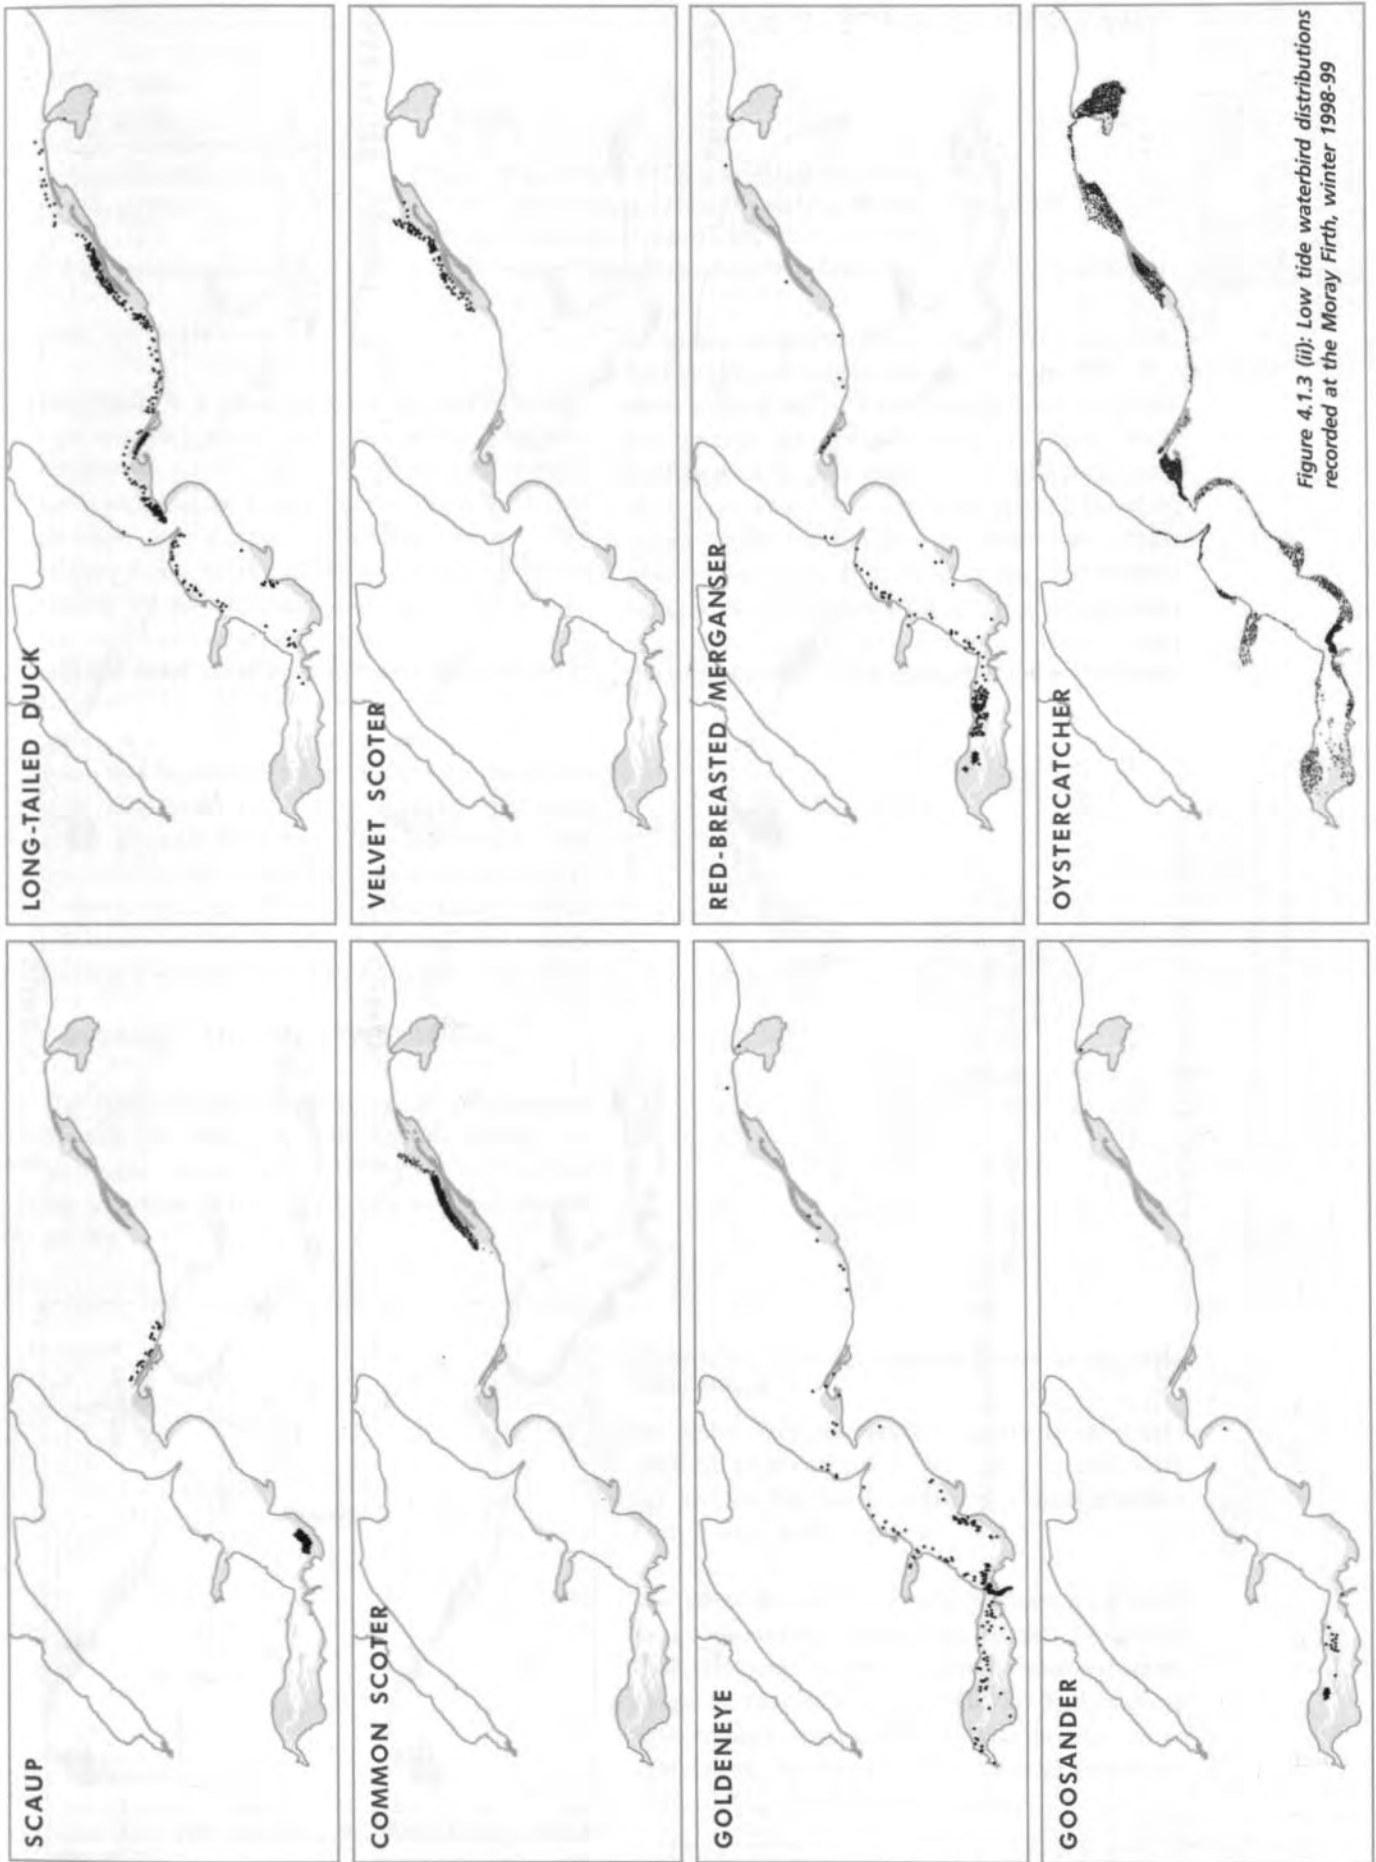 SCAUP
LONG-TAILED DUCK
COMMON SCOTER
VELVET SCOTER
GOLDENEYE
RED-BREASTED MERGANSER
GOOSANDER
OYSTERCATCHER
Figure 4.1.3 (ii): Low tide waterbird distributions
recorded at the Moray Firth, winter 1998-99